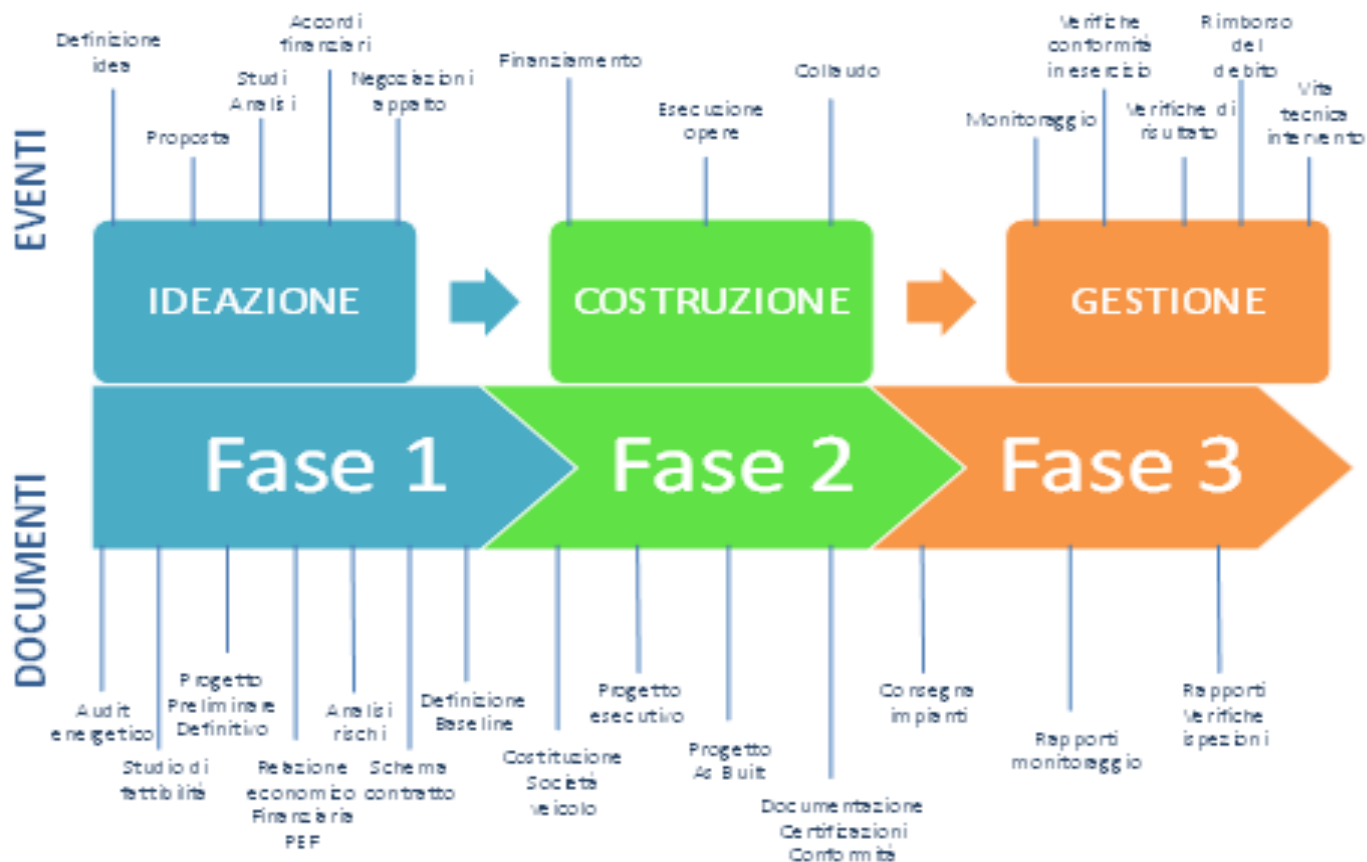 EVENTI
Definizione
idea
Proposta
Studi
Analisi
Accordi
finanziari
Negoziazioni
appalto
Finanziamento
Esecuzione
opere
Collaudo
Monitoraggio
Verifiche
conformità
in esercizio
Verifiche di
risultato
Rimborso
del
debito
Vita
tecnica
intervento
IDEAZIONE
COSTRUZIONE
GESTIONE
Fase 1
Fase 2
Fase 3
DOCUMENTI
Audit
energetico
Studio di
fattibilità
Progetto
Preliminare
Definitivo
Relazione
economico
Finanziaria
PEF
Analisi
rischi
Schema
contratto
Definizione
Baseline
Costituzione
Società
veicolo
Progetto
esecutivo
Progetto
As Built
Documentazione
Certificazioni
Conformità
Consegna
impianti
Rapporti
monitoraggio
Rapporti
Verifiche
ispezioni